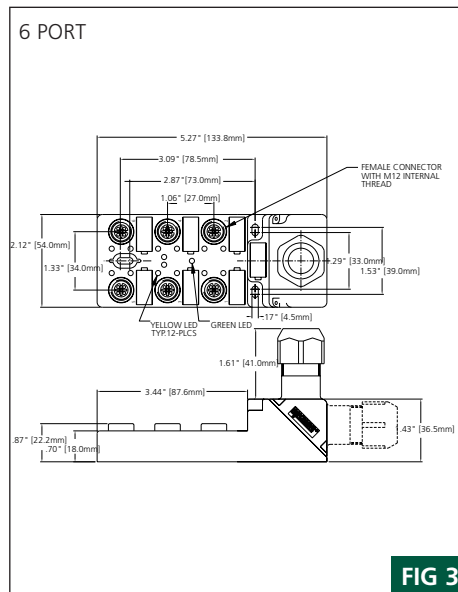 6 PORT
5.27" [133.8mm]
3.09" [78.5mm]
FEMALE CONNECTOR
WITH M12 INTERNAL
THREAD
2.87"[73.0mm]
1.06" [27.0mm]
2.12" [54.0mm]
1.33" [34.0mm]
.29" [33.0mm]
1.53" [39.0mm]
.17" [4.5mm]
YELLOW LED
TYP.12-PLCS
GREEN LED
1.61" [41.0mm]
3.44" [87.6mm]
.87" [22.2mm]
.70" [18.0mm]
.43" [36.5mm]
FIG 3